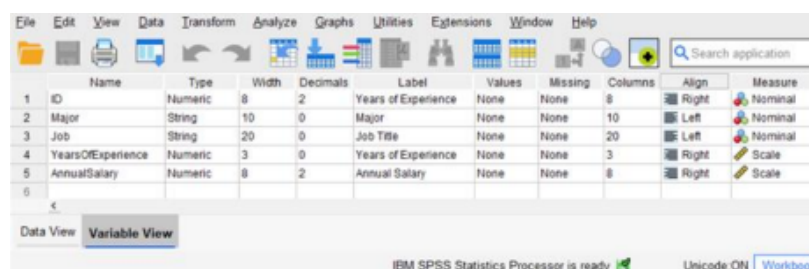 File Edit View Data Transform Analyze Graphs Utilities Extensions Window Help
Search application
Name Type Width Decimals Label Values Missing Columns Align Measure
1 ID Numeric 8 2 Years of Experience None None 8 Right Nominal
2 Major String 10 0 Major None None 10 Left Nominal
3 Job String 20 0 Job Title None None 20 Left Nominal
4 YearsOfExperience Numeric 3 0 Years of Experience None None 3 Right Scale
5 AnnualSalary Numeric 8 2 Annual Salary None None 8 Right Scale
6
Data View Variable View
IBM SPSS Statistics Processor is ready Unicode:ON Workboo